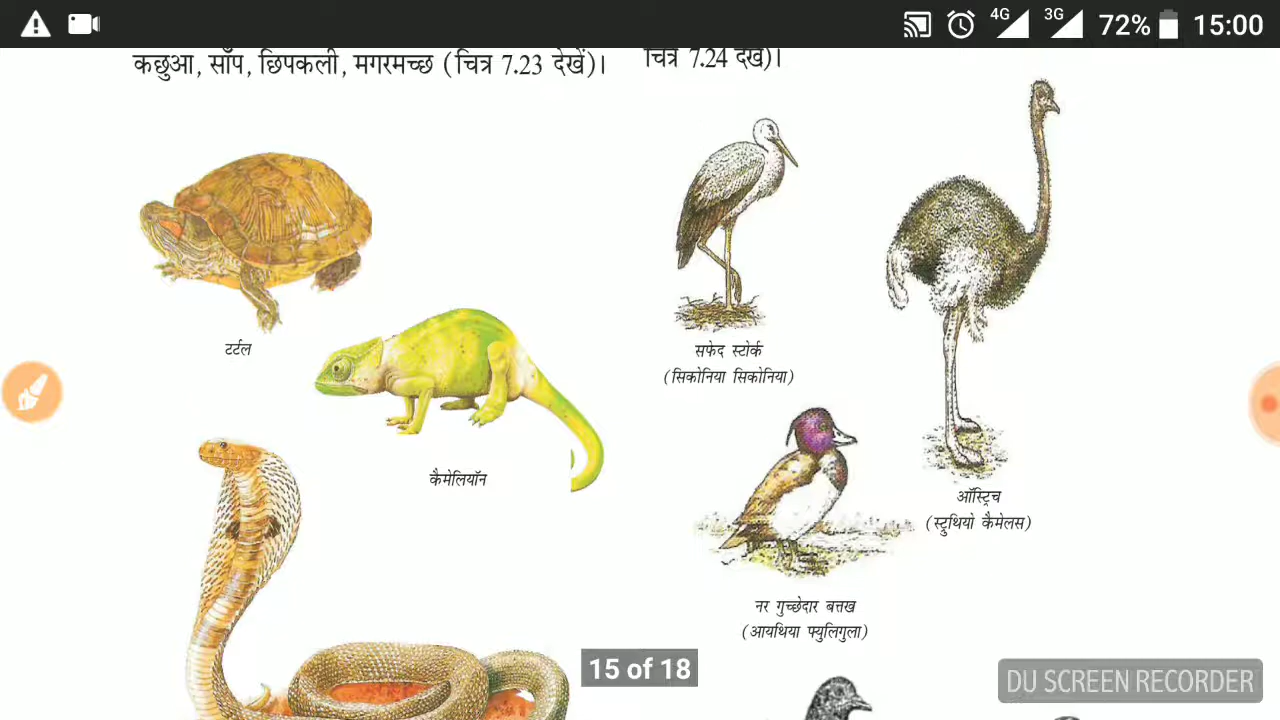 4G 3G 72% 15:00
कछुआ, साँप, छिपकली, मगरमच्छ (चित्र 7.23 देखें)।
चित्र 7.24 देखें)।
टर्टल
कैमेलियॉन
सफेद स्टोर्क
(सिकोनिया सिकोनिया)
ऑस्ट्रिच
(स्ट्रुथियो कैमेलस)
नर गुच्छेदार बत्तख
(आयथिया फ्युलिगुला)
15 of 18
DU SCREEN RECORDER